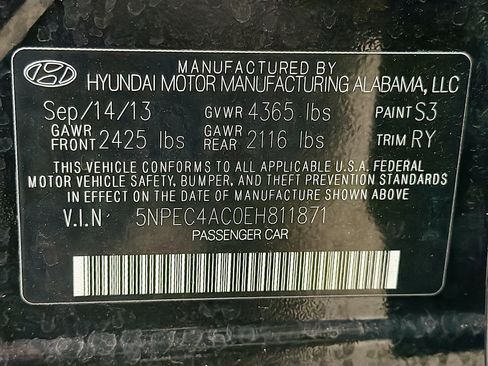 MANUFACTURED BY
HYUNDAI MOTOR MANUFACTURING ALABAMA, LLC
Sep/14/13 GVWR 4365 lbs PAINT S3
GAWR FRONT 2425 lbs GAWR REAR 2116 lbs TRIM RY
THIS VEHICLE CONFORMS TO ALL APPLICABLE U.S.A. FEDERAL
MOTOR VEHICLE SAFETY, BUMPER, AND THEFT PREVENTION STANDARDS
IN EFFECT ON THE DATE OF MANUFACTURE SHOWN ABOVE.
V.I.N 5NPEC4AC0EH811871
PASSENGER CAR